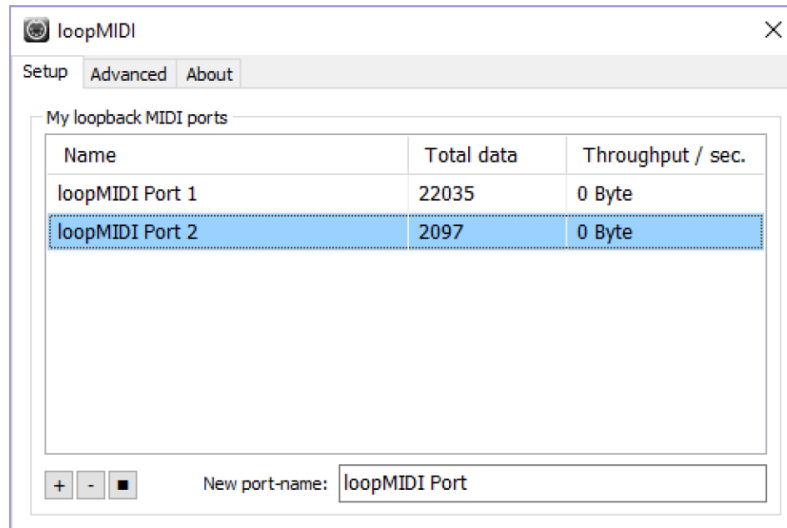 loopMIDI
Setup Advanced About
My loopback MIDI ports
Name Total data Throughput / sec.
loopMIDI Port 1 22035 0 Byte
loopMIDI Port 2 2097 0 Byte
+ - ■ New port-name: loopMIDI Port